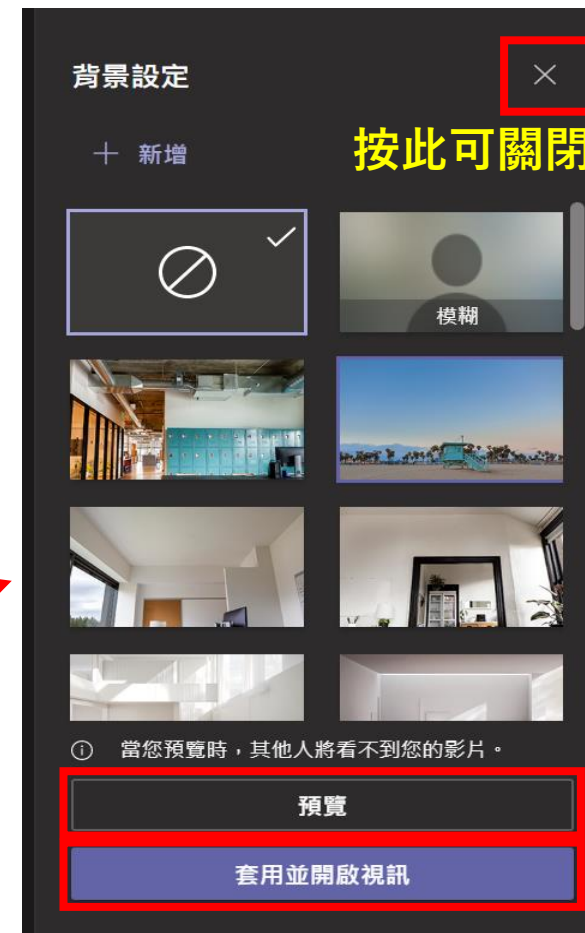 背景設定
按此可關閉
新增
模糊
當您預覽時，其他人將看不到您的影片。
預覽
套用並開啟視訊